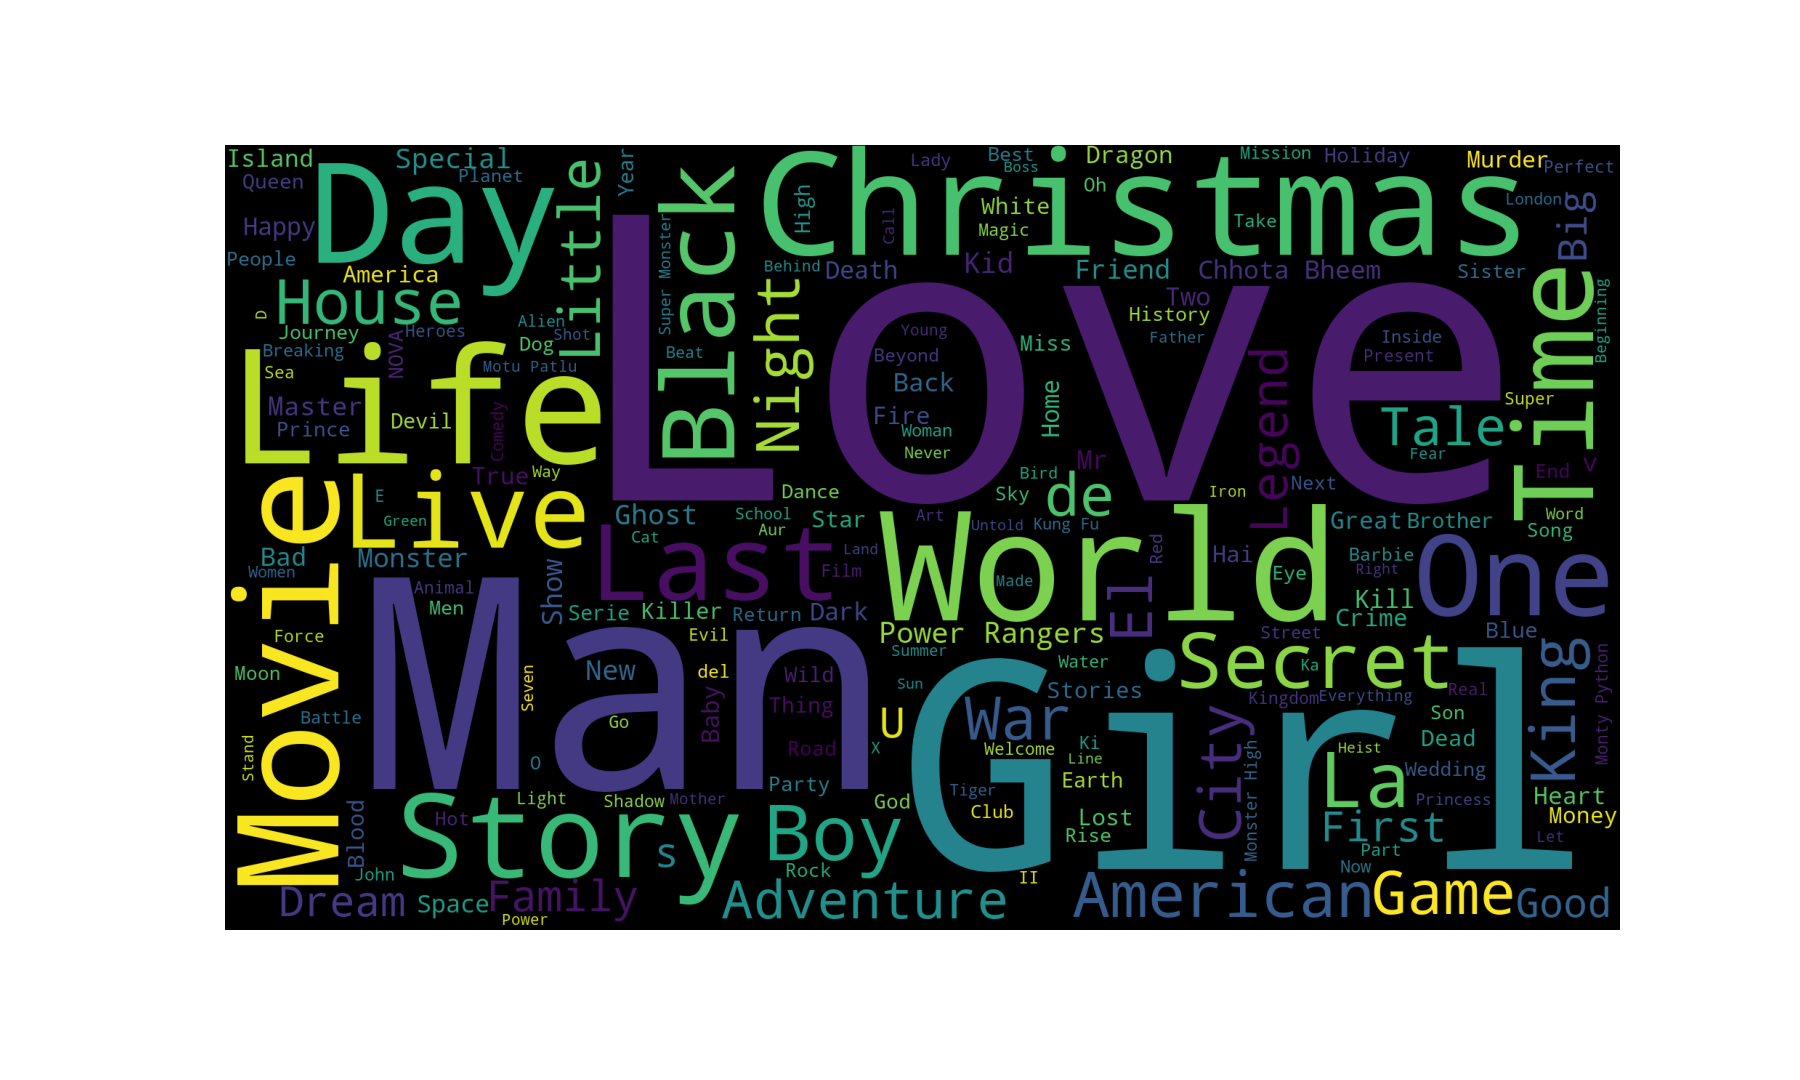 Island
Special
Year
Lady
Best
Boss
Dragon
Mission
Holiday
Murder
Perfect
Queen
Planet
Day
Little
Black
Christmas
High
Call
White
Magic
Oh
Take
London
Big
Happy
People
America
House
Super Monster
Behind
Death
Kid
Friend
Chhota Bheem
Sister
Time
Beginning
D
Journey
Heroes
Alien
Shot
Dog
Night
Love
Two
History
Father
Young
Inside
Present
Breaking
NOVA
Beat
Beyond
Miss
Legend
Sea
Motu Patlu
Life
Back
Home
Super
Master
Prince
Devil
Comedy
Fire
Woman
Never
Tale
Fear
Movie
True
Way
Live
Dance
Bird
Mr
Sky
de
Iron
Next
End
V
E
Green
Ghost
School
Star
Aur
Art
Untold
Kung Fu
Great
Brother
Word
Song
Bad
Women
Monster
Cat
Last
Land
Film
World
Made
Red
Hai
Eye
Barbie
Right
One
Animal
Men
Show
Serie
Killer
Return
Dark
El
Kill
Crime
Force
Man
Evil
Power Rangers
Summer
Street
Blue
Moon
Seven
New
del
Wild
Water
Secret
Ka
King
Monty Python
Sun
Girl
Stories
Kingdom
Everything
Real
Battle
Go
Baby
Thing
U
War
City
Son
Stand
O
Road
X
Welcome
Ki
Line
Monster High
Heist
Dead
La
Wedding
Party
Tiger
Earth
Princess
Heart
Blood
Story
Light
Shadow
Mother
God
Club
Lost
Rise
First
Money
Hot
Boy
s
Let
Part
John
Rock
II
Now
Dream
Space
Family
Power
Adventure
American
Game
Good